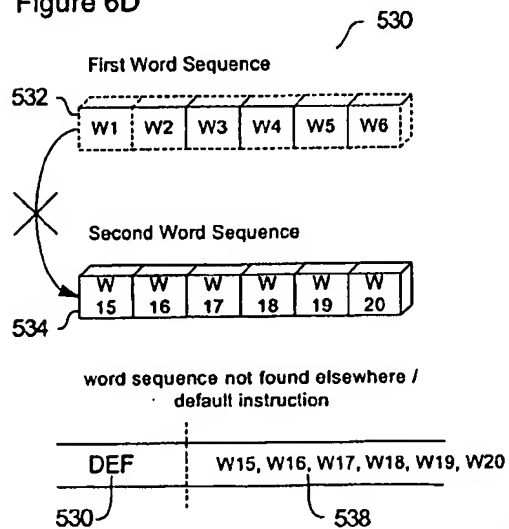 Figure 6D
530
First Word Sequence
532
W1 W2 W3 W4 W5 W6
Second Word Sequence
W W W W W W
15 16 17 18 19 20
534
word sequence not found elsewhere /
default instruction
DEF W15, W16, W17, W18, W19, W20
530 538